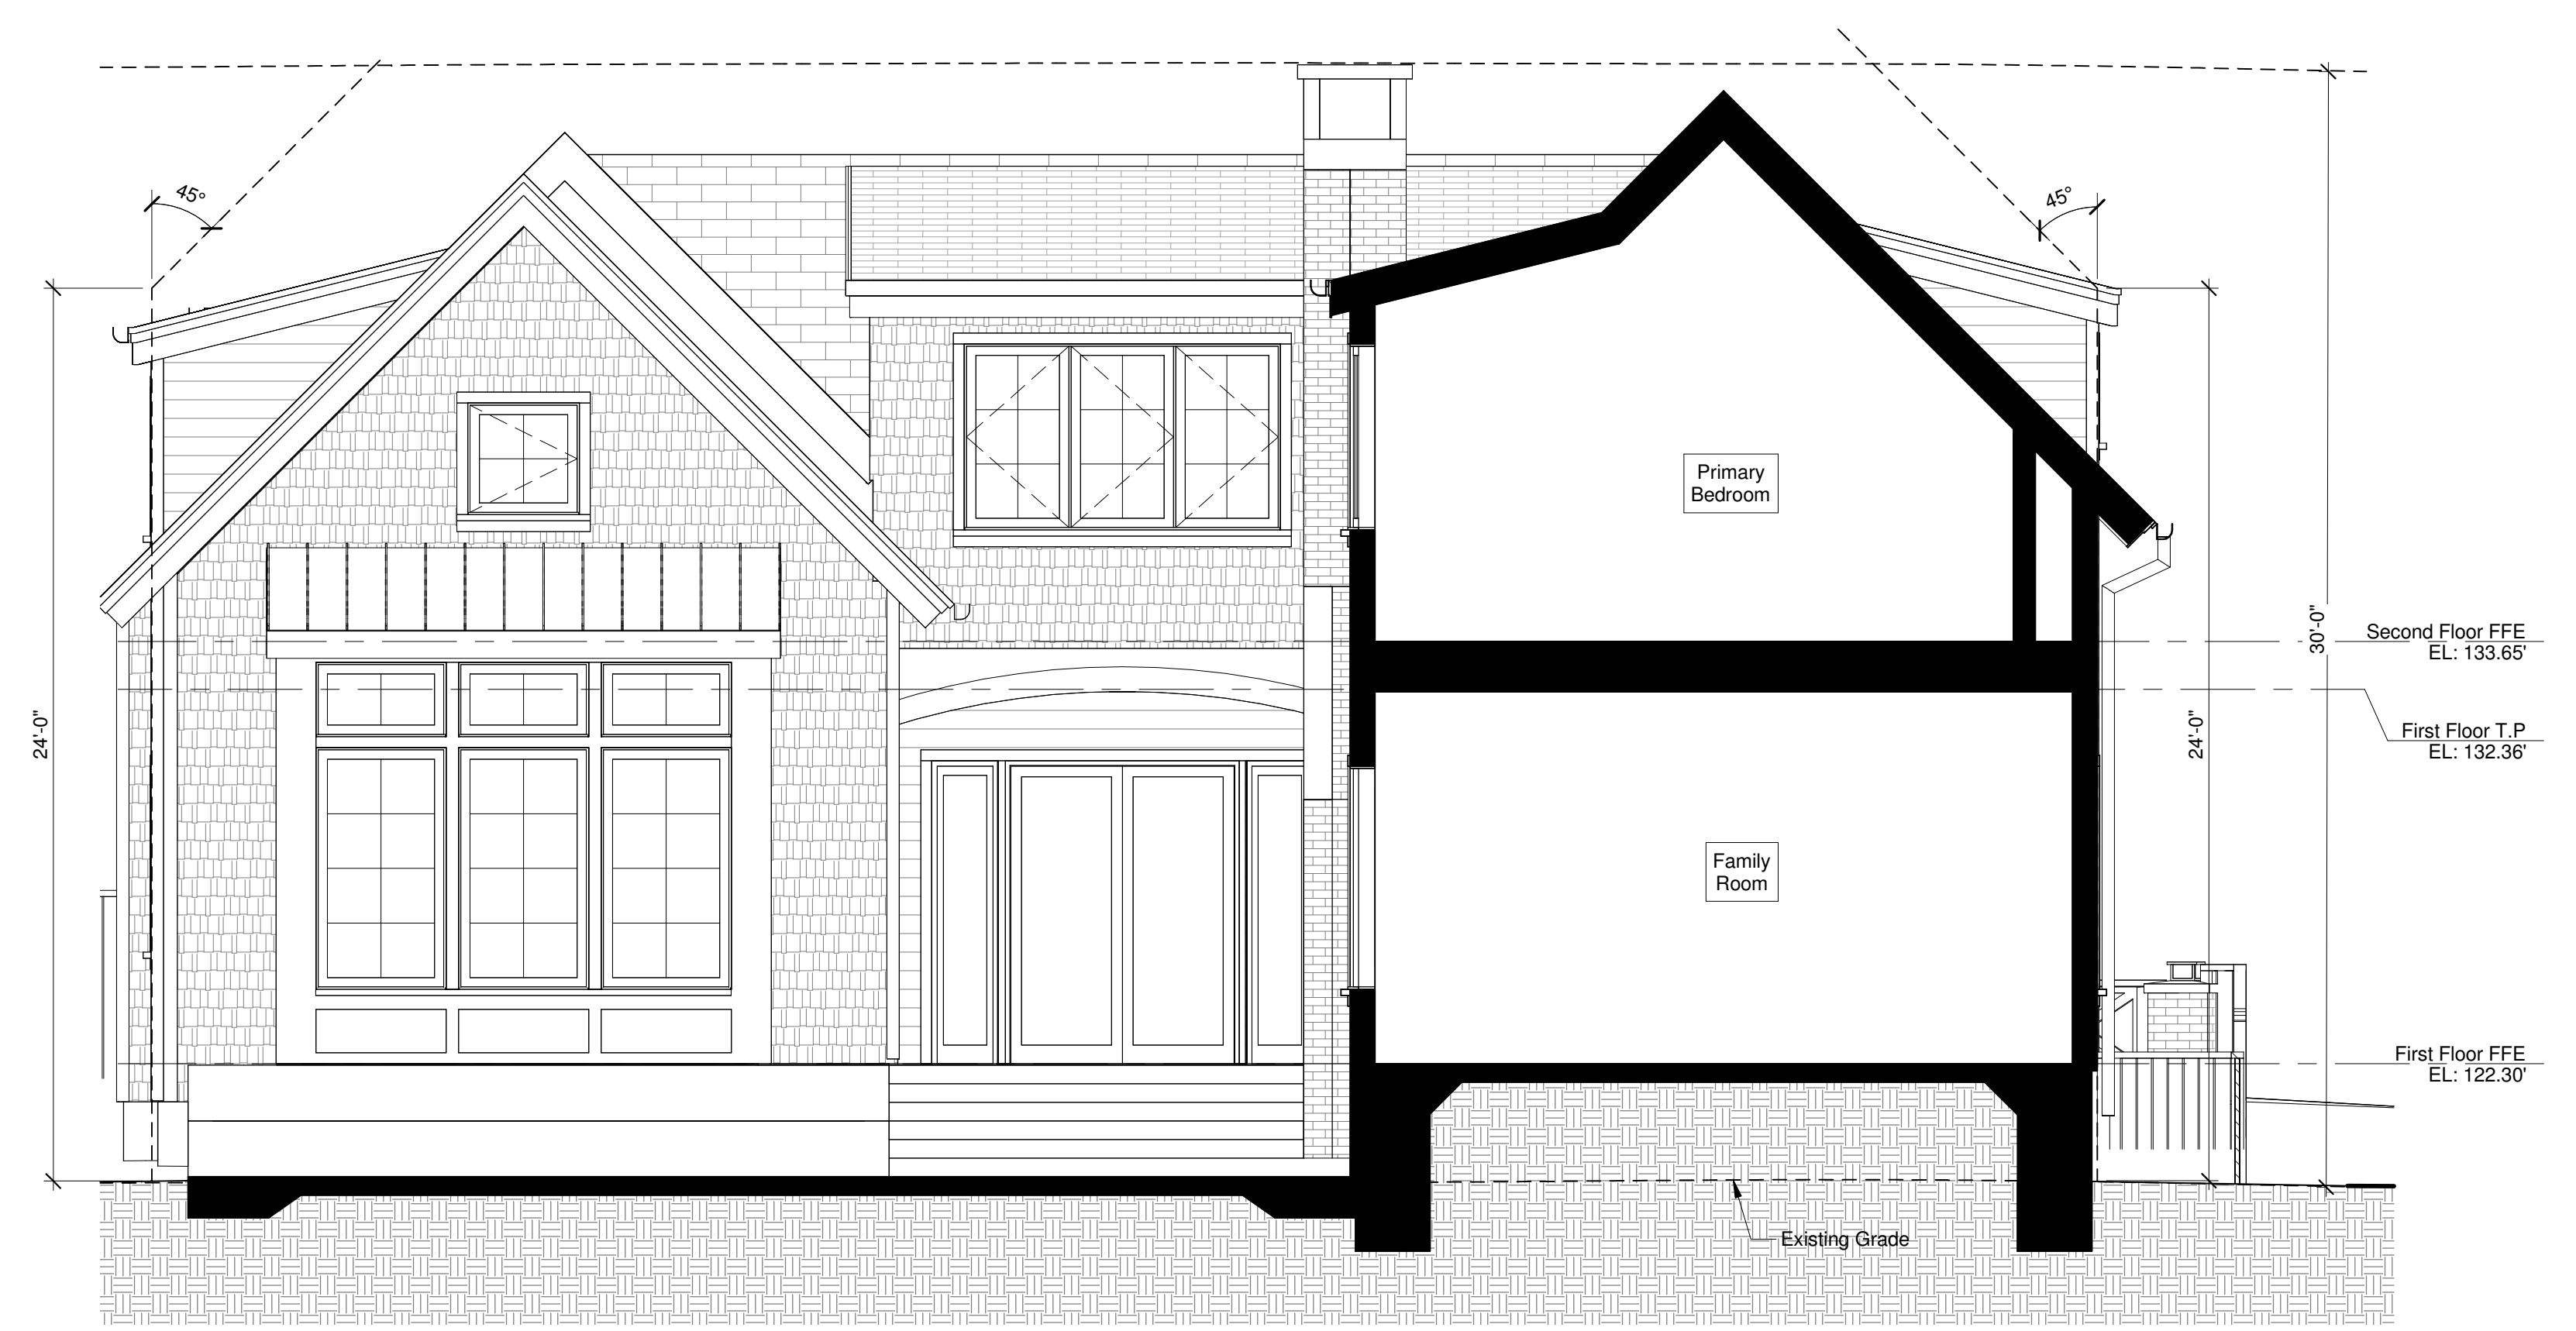 45°
45°
Primary
Bedroom
30'-0"
Second Floor FFE
EL: 133.65'
24'-0"
24'-0"
First Floor T.P
EL: 132.36'
Family
Room
First Floor FFE
EL: 122.30'
Existing Grade